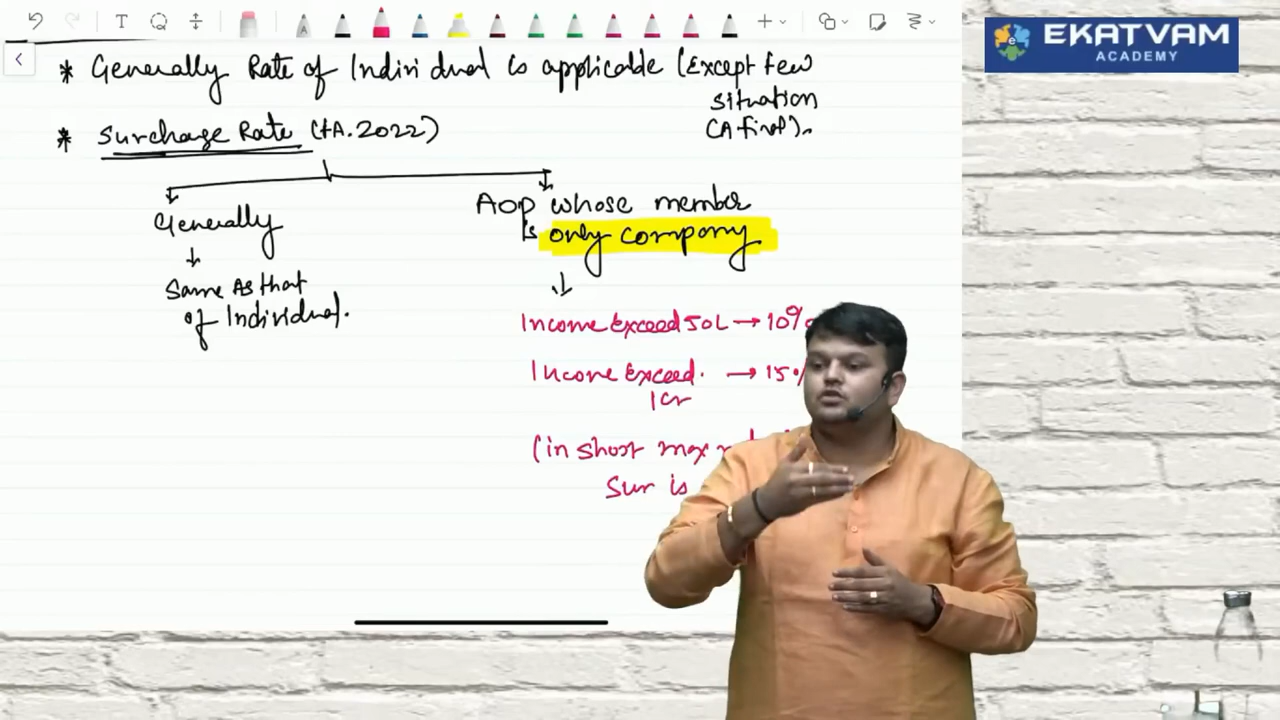 EKATVAM
ACADEMY
* Generally Rate of Individual is applicable (Except few
situation
CA final).
* Surcharge Rate (FA.2022)
Generally
Same As that
of Individual.
AOP whose member
is only company
Income Exceed 50L → 10%
Income Exceed. → 15%
1cr
(in short max
Sur is